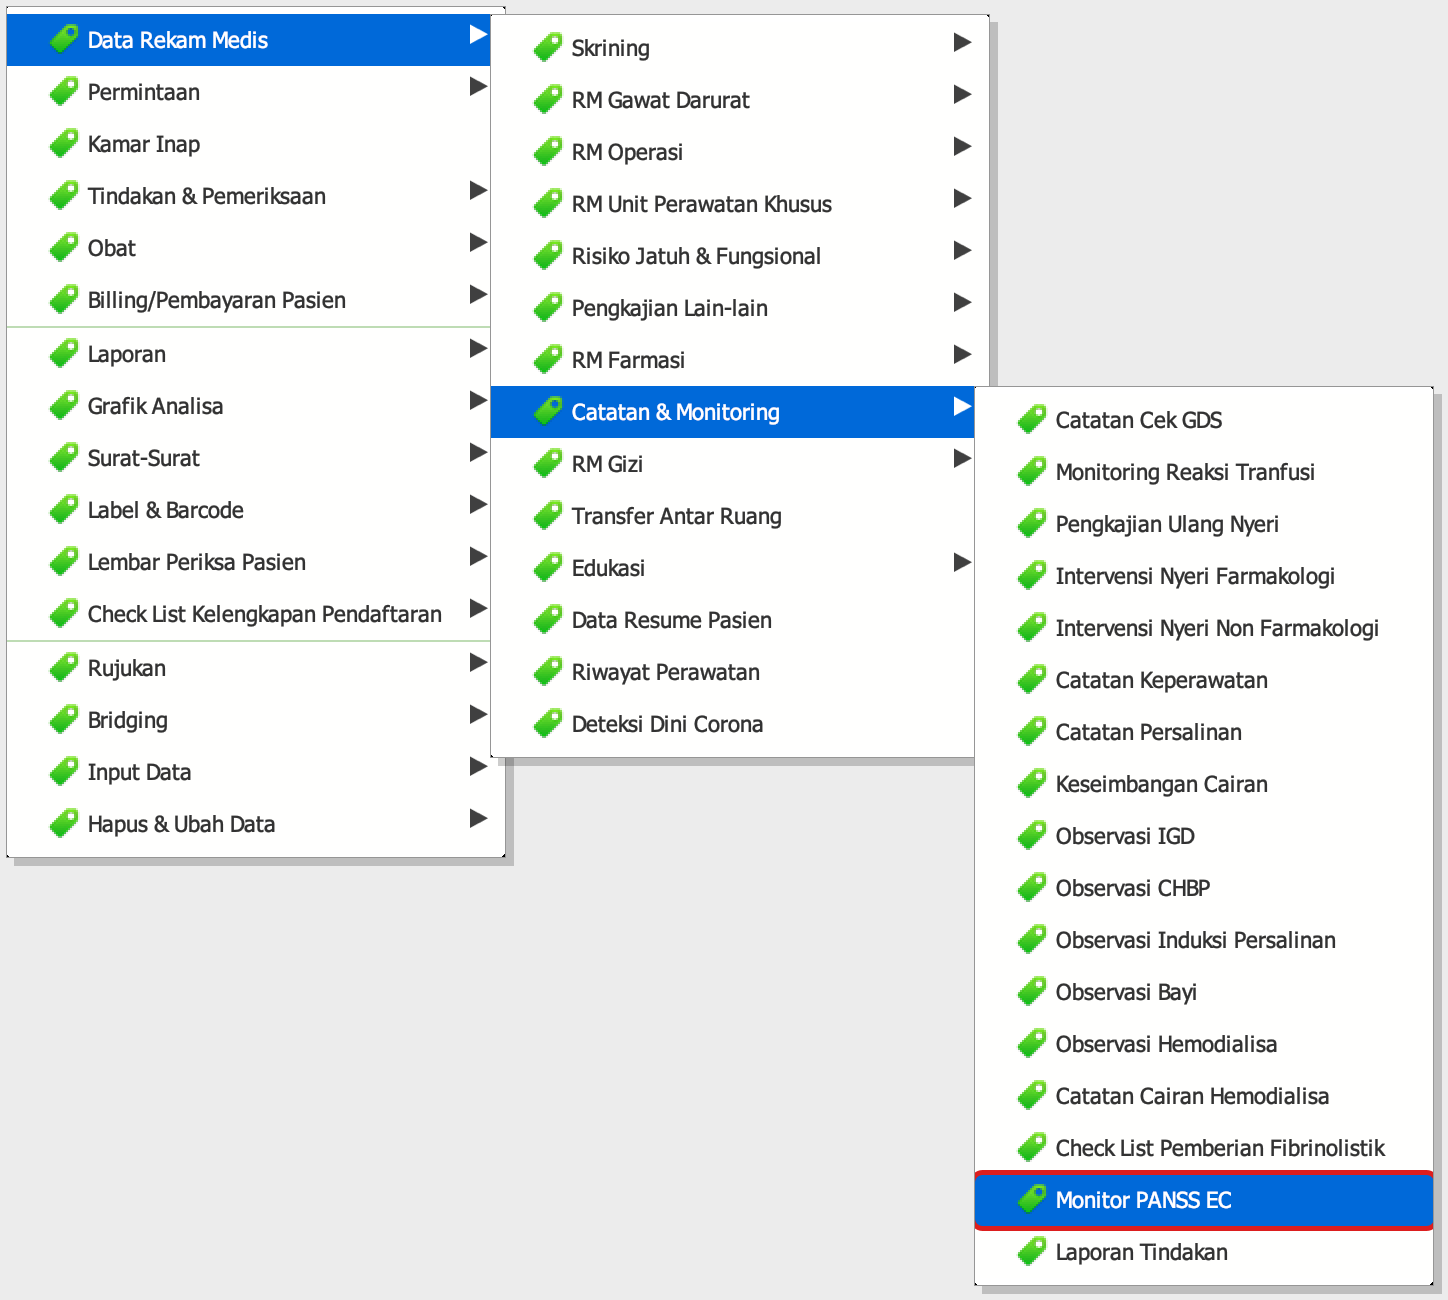 Data Rekam Medis
Permintaan
Kamar Inap
Tindakan & Pemeriksaan
Obat
Billing/Pembayaran Pasien
Laporan
Grafik Analisa
Surat-Surat
Label & Barcode
Lembar Periksa Pasien
Check List Kelengkapan Pendaftaran
Rujukan
Bridging
Input Data
Hapus & Ubah Data
Skrining
RM Gawat Darurat
RM Operasi
RM Unit Perawatan Khusus
Risiko Jatuh & Fungsional
Pengkajian Lain-lain
RM Farmasi
Catatan & Monitoring
RM Gizi
Transfer Antar Ruang
Edukasi
Data Resume Pasien
Riwayat Perawatan
Deteksi Dini Corona
Catatan Cek GDS
Monitoring Reaksi Tranfusi
Pengkajian Ulang Nyeri
Intervensi Nyeri Farmakologi
Intervensi Nyeri Non Farmakologi
Catatan Keperawatan
Catatan Persalinan
Keseimbangan Cairan
Observasi IGD
Observasi CHBP
Observasi Induksi Persalinan
Observasi Bayi
Observasi Hemodialisa
Catatan Cairan Hemodialisa
Check List Pemberian Fibrinolistik
Monitor PANSS EC
Laporan Tindakan